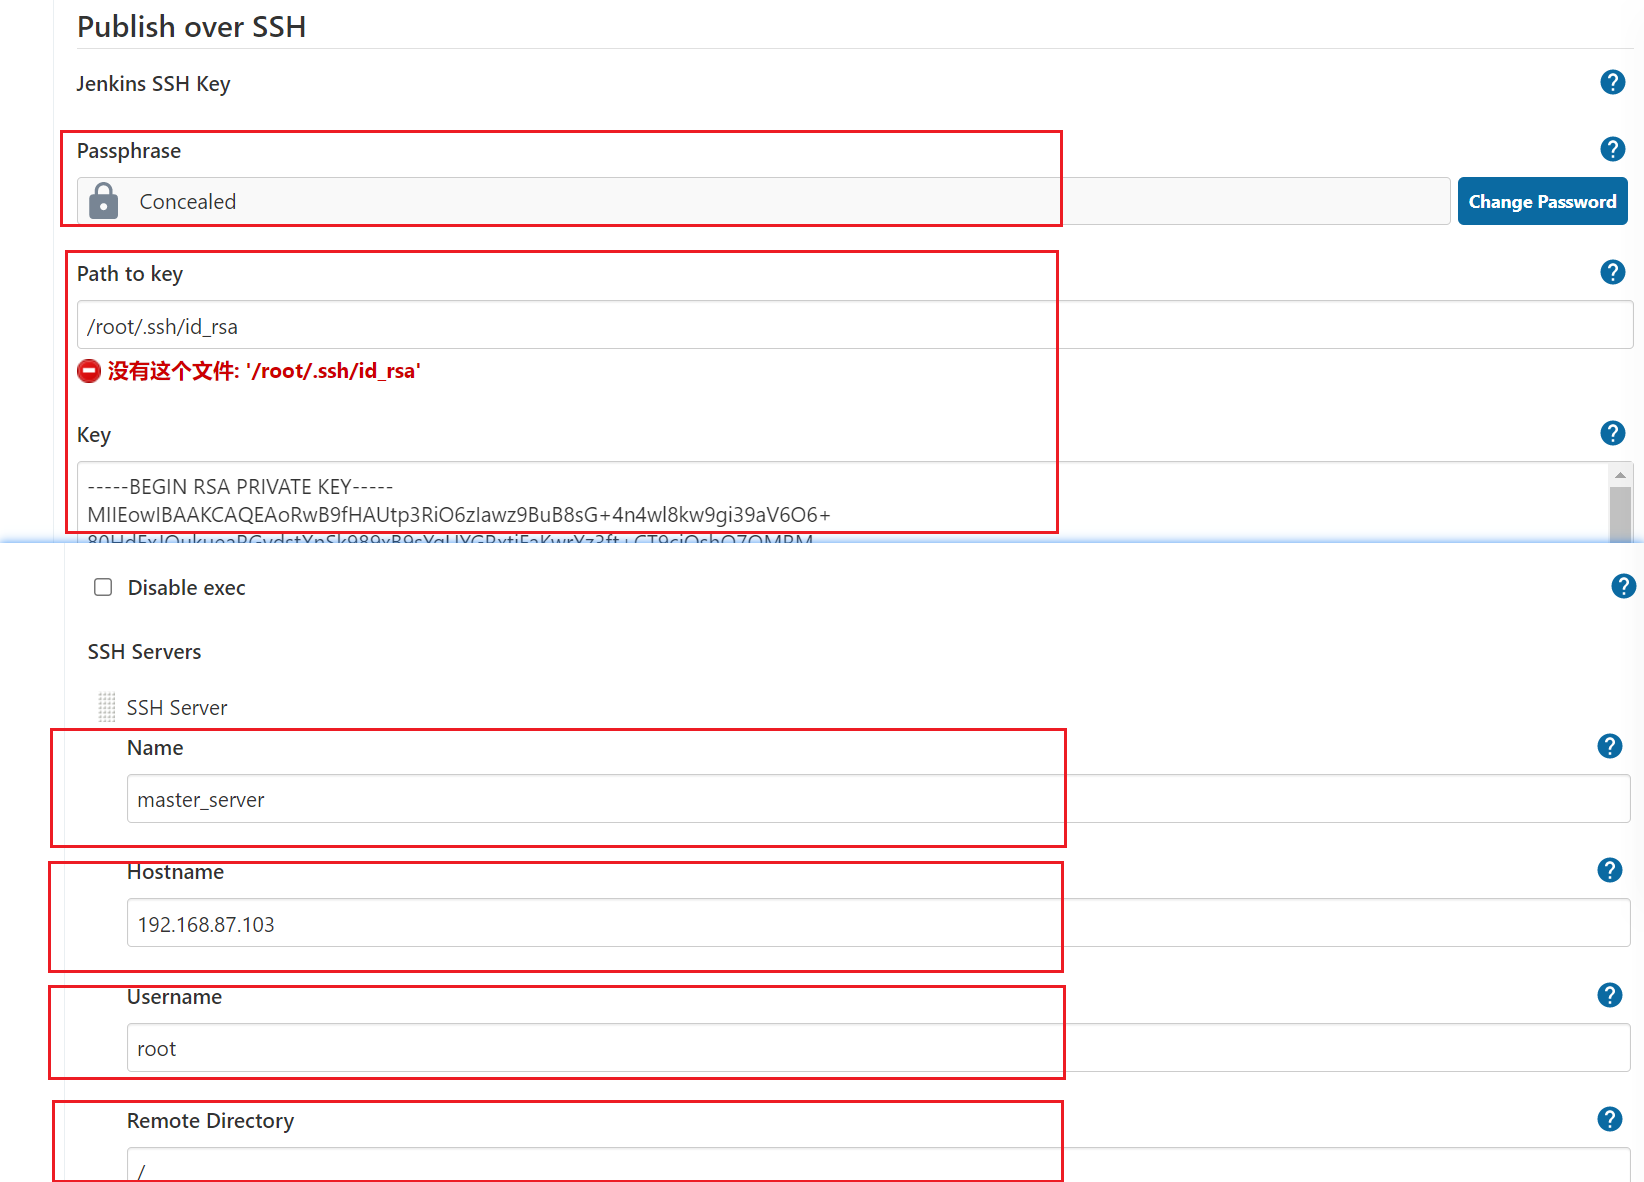 Publish over SSH
Jenkins SSH Key
Passphrase
Concealed
Change Password
Path to key
/root/.ssh/id_rsa
没有这个文件: '/root/.ssh/id_rsa'
Key
-----BEGIN RSA PRIVATE KEY-----
MIIEowIBAAKCAQEAoRwB9fHAUtp3RiO6zIawz9BuB8sG+4n4wl8kw9gi39aV6O6+
Disable exec
SSH Servers
SSH Server
Name
master_server
Hostname
192.168.87.103
Username
root
Remote Directory
/